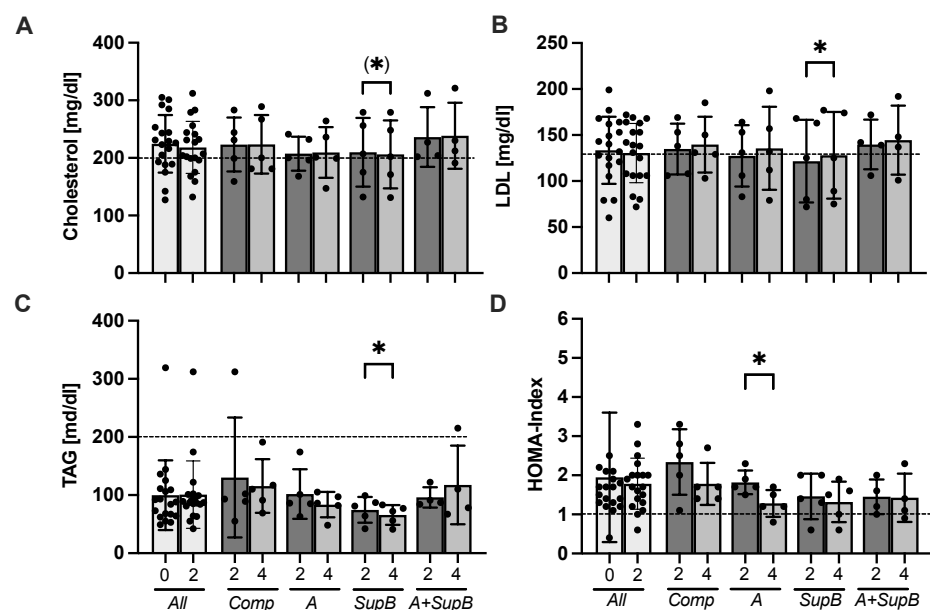 A
Cholesterol [mg/dl]
400
300
200
100
0
(*)
B
LDL [mg/dl]
250
200
150
100
50
0
*
C
TAG [md/dl]
400
300
200
100
0
*
0 2 2 4 2 4 2 4 2 4
All Comp A SupB A+SupB
D
HOMA-Index
6
5
4
3
2
1
0
*
0 2 2 4 2 4 2 4 2 4
All Comp A SupB A+SupB